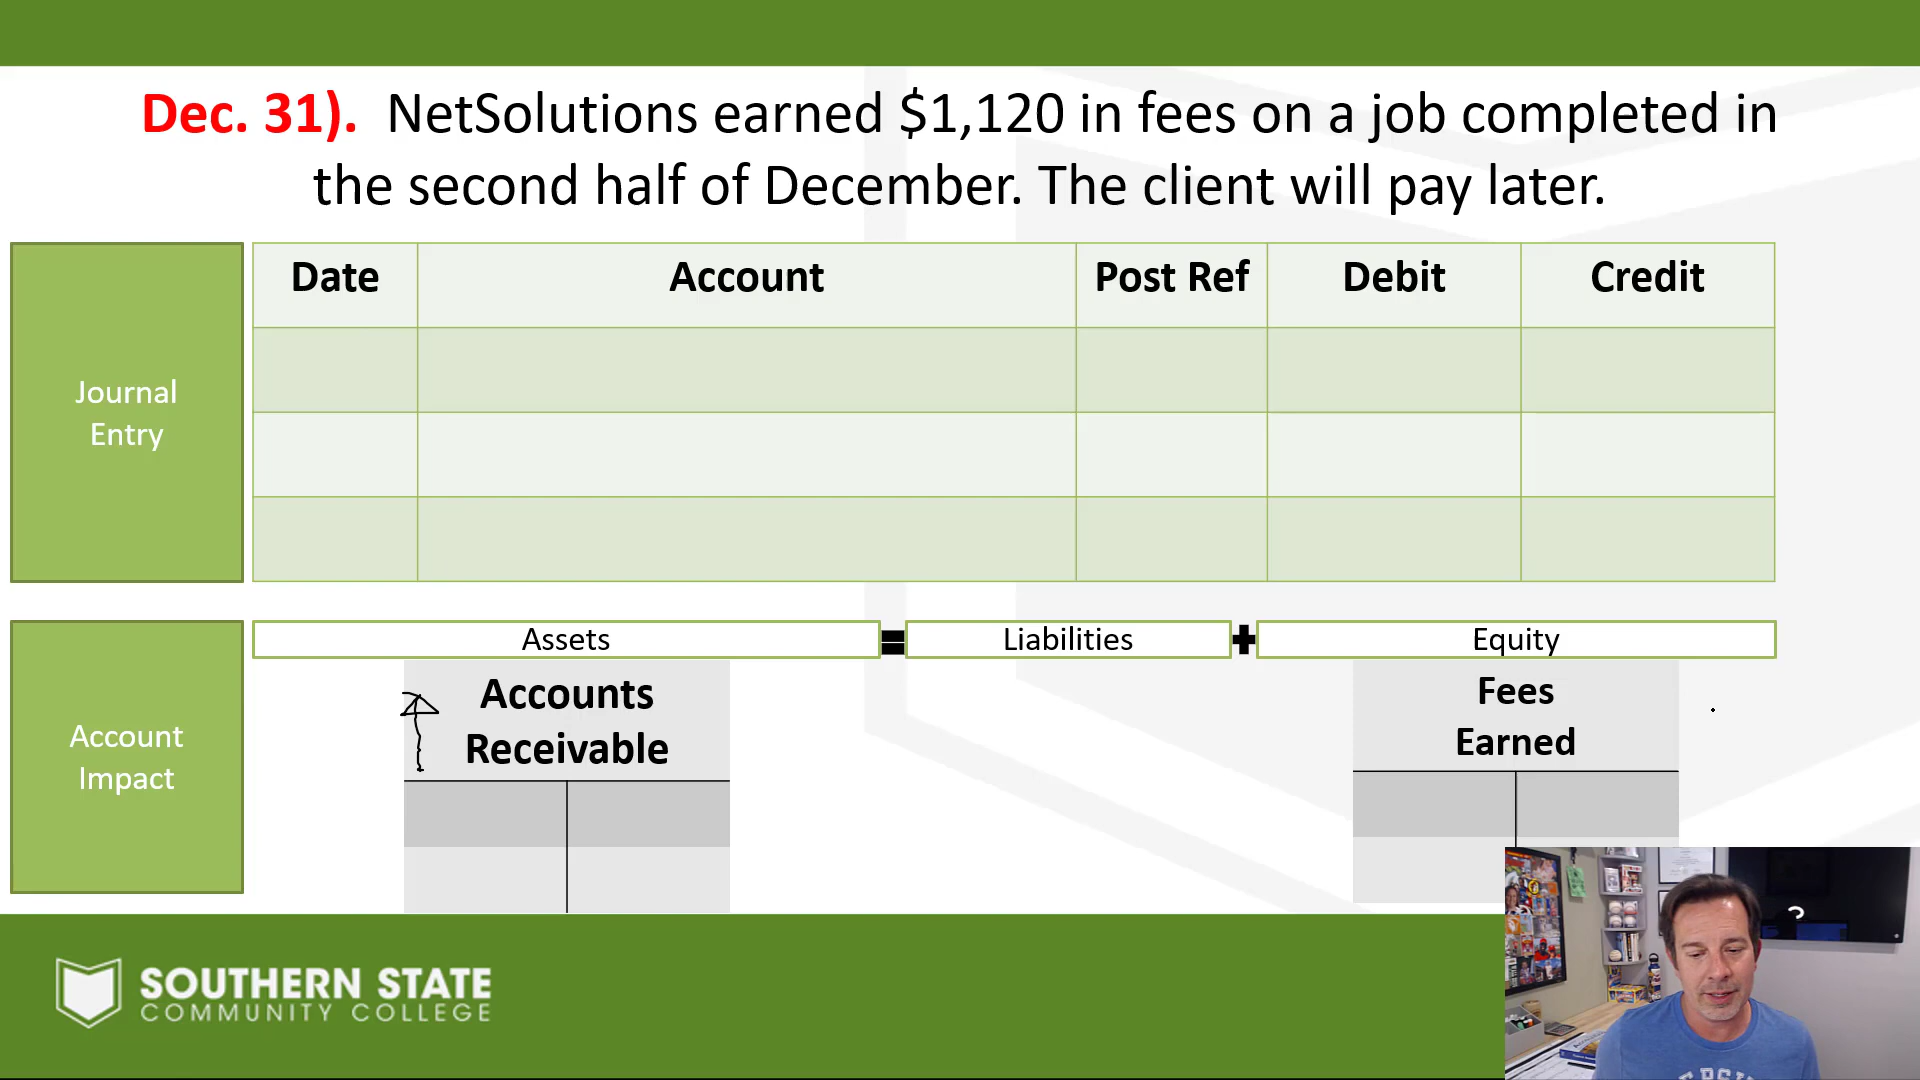 Dec. 31). NetSolutions earned $1,120 in fees on a job completed in
the second half of December. The client will pay later.
Journal
Entry
Date Account Post Ref Debit Credit
Account
Impact
Assets = Liabilities + Equity
Accounts
Receivable
Fees
Earned
SOUTHERN STATE
COMMUNITY COLLEGE